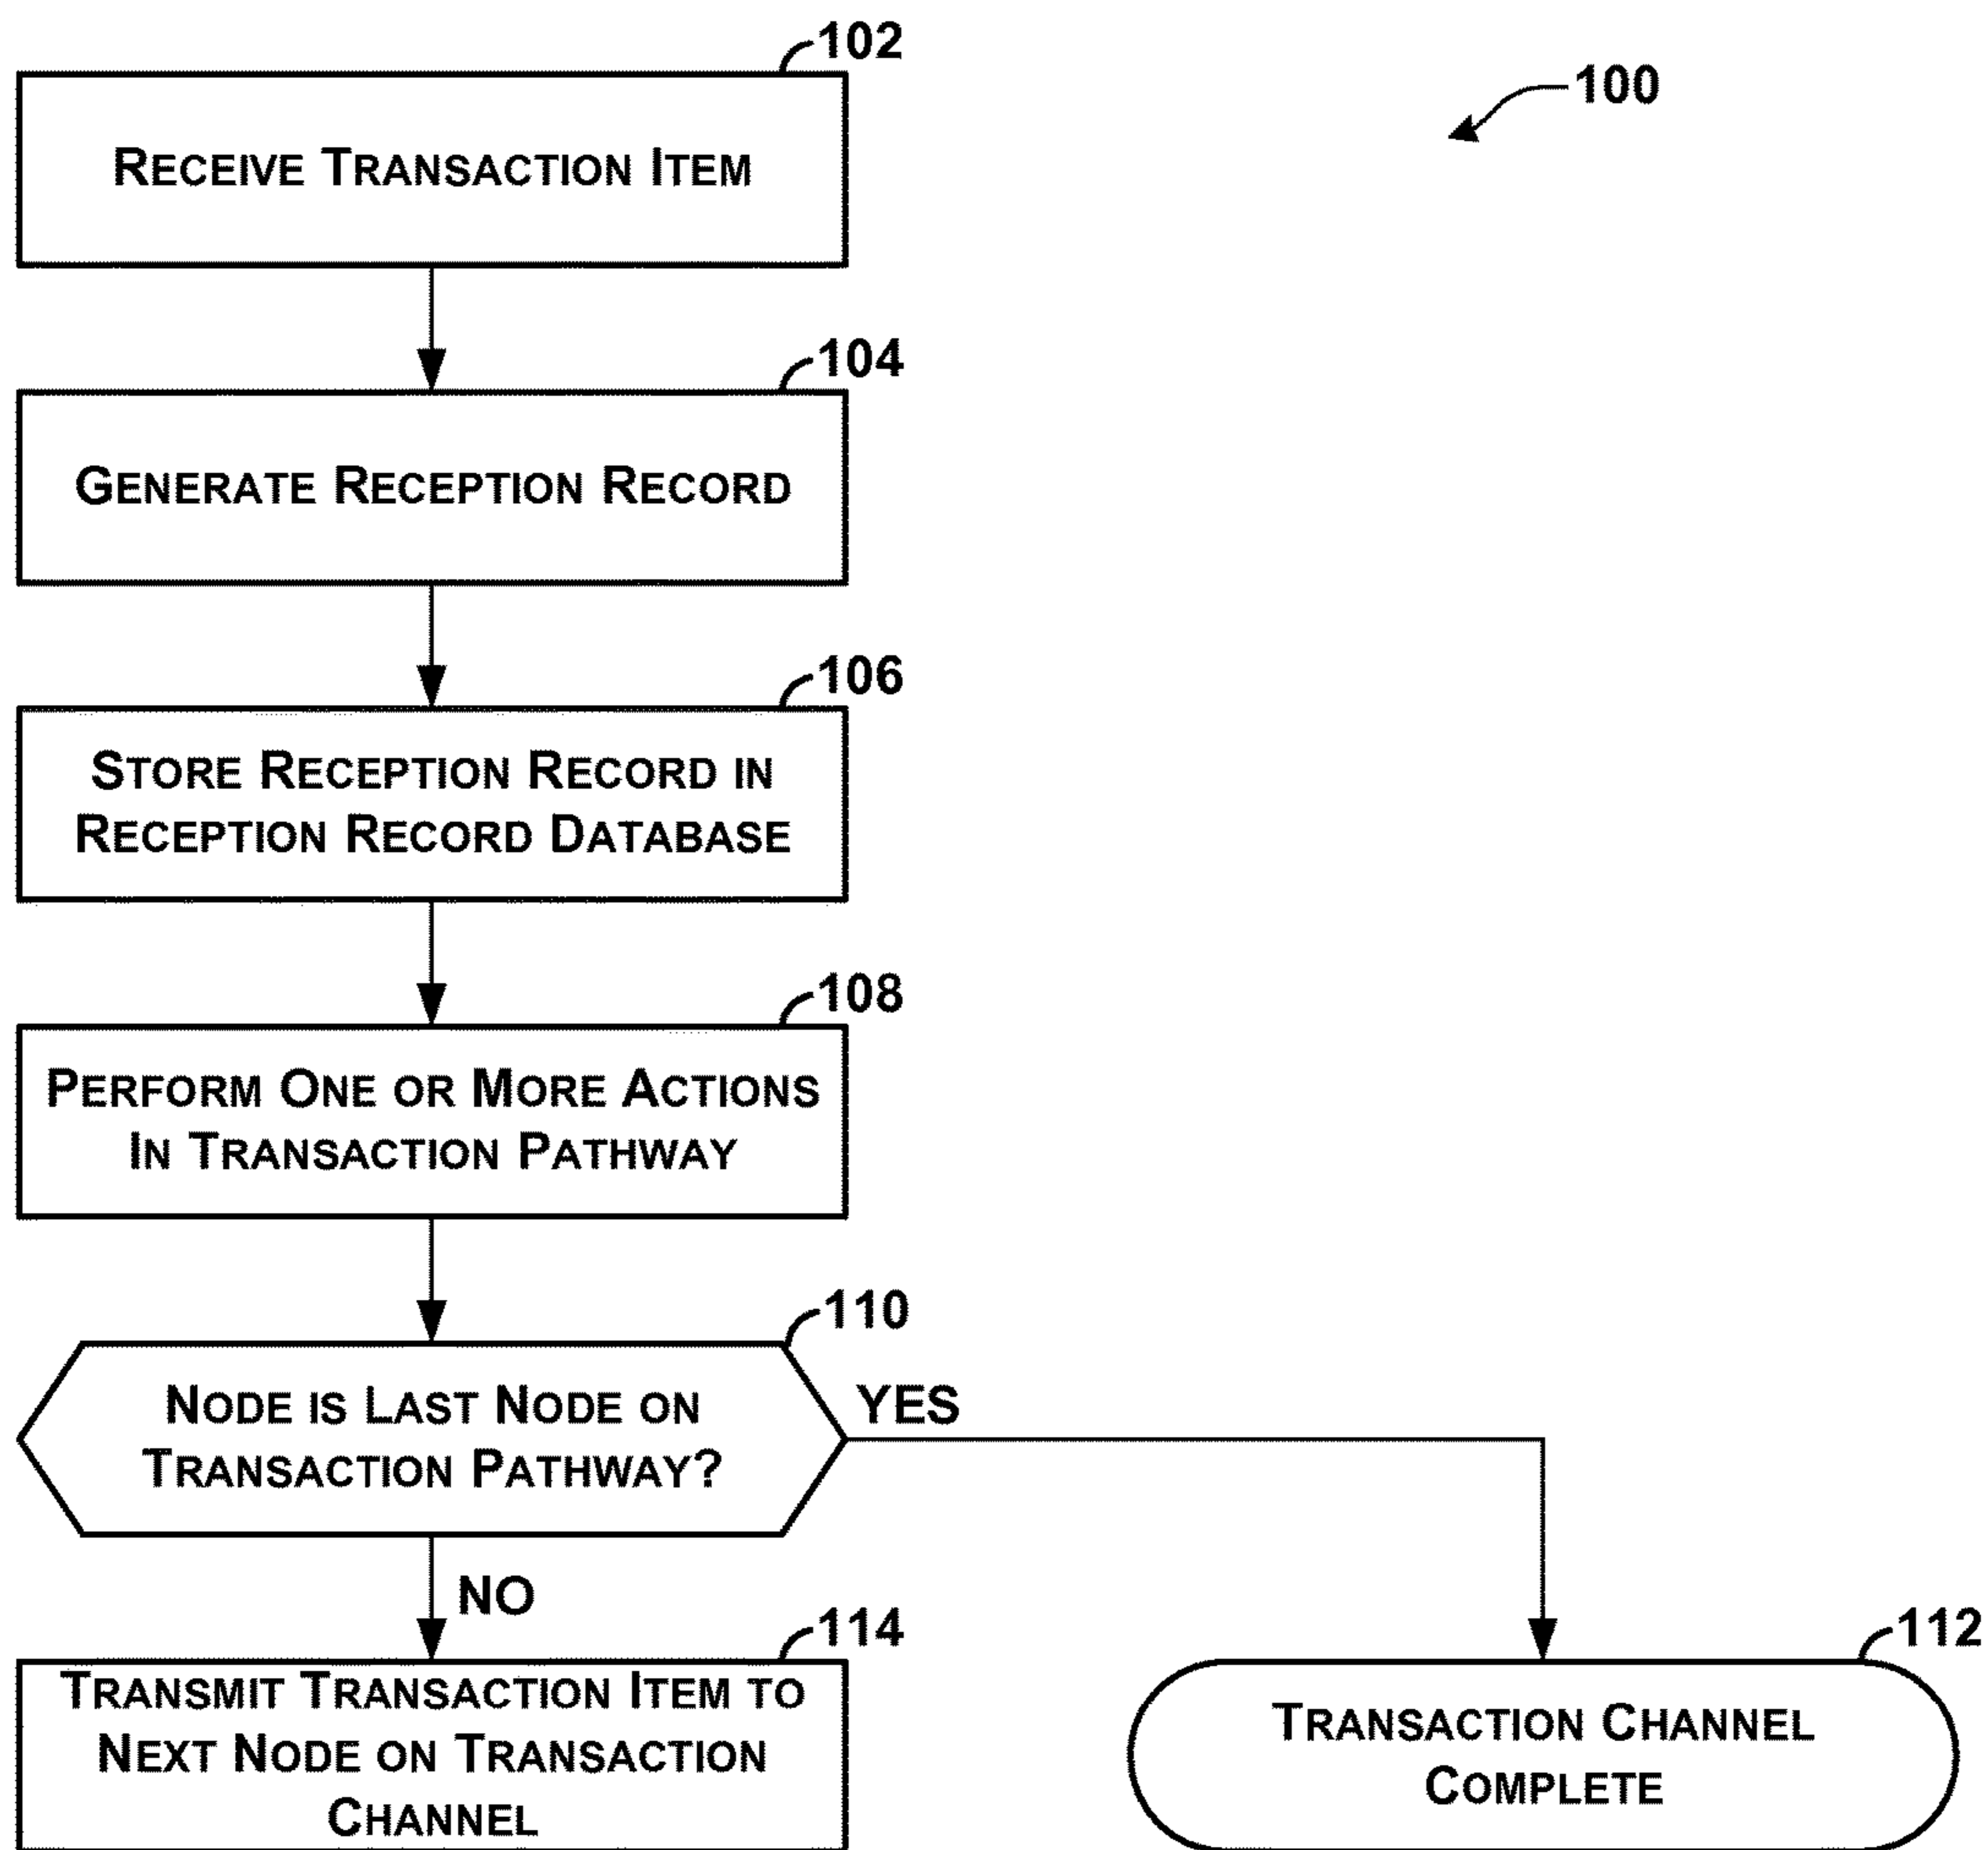 102
100
RECEIVE TRANSACTION ITEM
104
GENERATE RECEPTION RECORD
106
STORE RECEPTION RECORD IN
RECEPTION RECORD DATABASE
108
PERFORM ONE OR MORE ACTIONS
IN TRANSACTION PATHWAY
110
NODE IS LAST NODE ON
TRANSACTION PATHWAY?
YES
NO
114
TRANSMIT TRANSACTION ITEM TO
NEXT NODE ON TRANSACTION
CHANNEL
112
TRANSACTION CHANNEL
COMPLETE